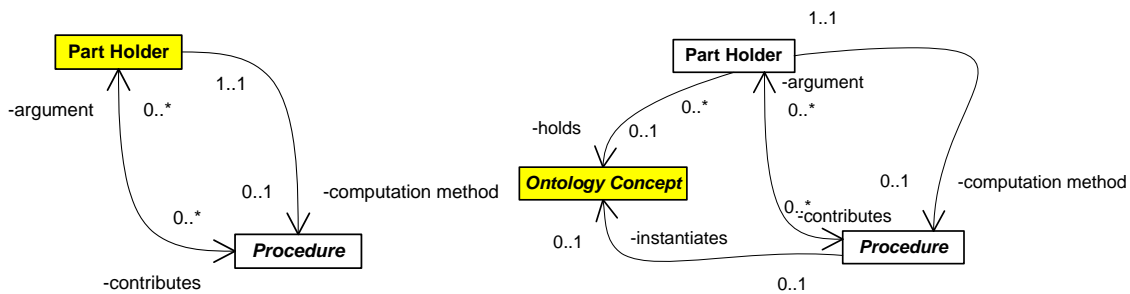 Part Holder
1..1
-argument
0..*
0..1
-computation method
0..*
Procedure
-contributes
1..1
Part Holder
-argument
0..*
0..*
-holds
0..1
Ontology Concept
0..1
-computation method
0..*
-contributes
0..1
-instantiates
Procedure
0..1